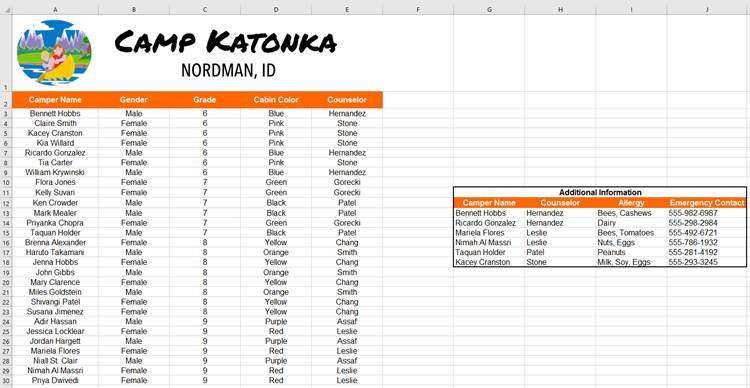 A B C D E F G H I J
CAMP KATONKA
NORDMAN, ID
1
2 Camper Name Gender Grade Cabin Color Counselor
3 Bennett Hobbs Male 6 Blue Hernandez
4 Claire Smith Female 6 Pink Stone
5 Kacey Cranston Female 6 Pink Stone
6 Kia Willard Female 6 Pink Stone
7 Ricardo Gonzalez Male 6 Blue Hernandez
8 Tia Carter Female 6 Pink Stone
9 William Krywinski Male 6 Blue Hernandez
10 Flora Jones Female 7 Green Gorecki
11 Kelly Suvari Female 7 Green Gorecki Additional Information
12 Ken Crowder Male 7 Black Patel Camper Name Counselor Allergy Emergency Contact
13 Mark Mealer Male 7 Black Patel Bennett Hobbs Hernandez Bees, Cashews 555-982-6987
14 Priyanka Chopra Female 7 Green Gorecki Ricardo Gonzalez Hernandez Dairy 555-298-2984
15 Taquan Holder Male 7 Black Patel Mariela Flores Leslie Bees, Tomatoes 555-492-6721
16 Brenna Alexander Female 8 Yellow Chang Nimah Al Massri Leslie Nuts, Eggs 555-786-1932
17 Haruto Takamani Male 8 Orange Smith Taquan Holder Patel Peanuts 555-281-4192
18 Jenna Hobbs Female 8 Yellow Chang Kacey Cranston Stone Milk, Soy, Eggs 555-293-3245
19 John Gibbs Male 8 Orange Smith
20 Mary Clarence Female 8 Yellow Chang
21 Miles Goldstein Male 8 Orange Smith
22 Shivangi Patel Female 8 Yellow Chang
23 Susana Jimenez Female 8 Yellow Chang
24 Adir Hassan Male 9 Purple Assaf
25 Jessica Locklear Female 9 Red Leslie
26 Jordan Hargett Male 9 Purple Assaf
27 Mariela Flores Female 9 Red Leslie
28 Niall St. Clair Male 9 Purple Assaf
29 Nimah Al Massri Female 9 Red Leslie
30 Priya Dwivedi Female 9 Red Leslie